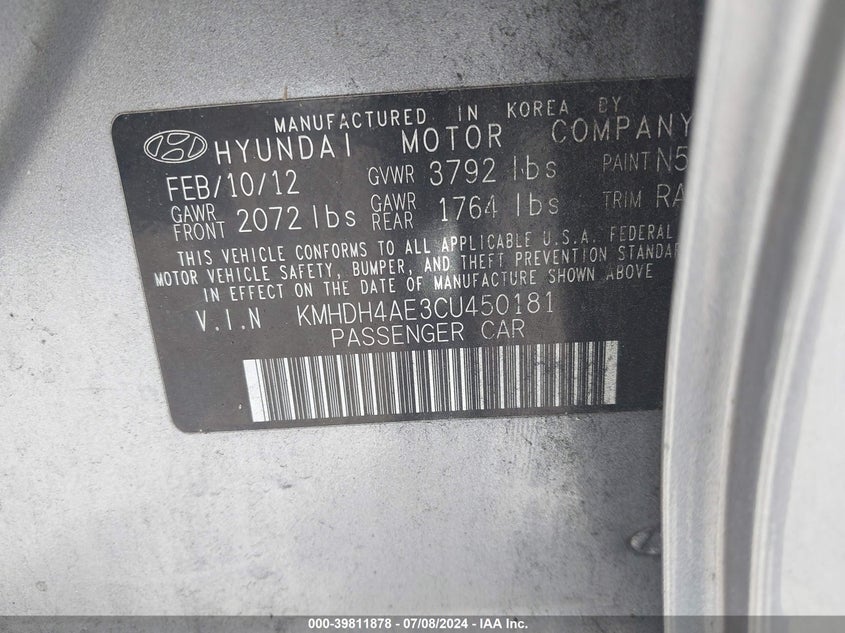 MANUFACTURED IN KOREA BY
HYUNDAI MOTOR COMPANY
FEB/10/12 GVWR 3792 lbs PAINT N5
GAWR FRONT 2072 lbs GAWR REAR 1764 lbs TRIM RA
THIS VEHICLE CONFORMS TO ALL APPLICABLE U.S.A. FEDERAL
MOTOR VEHICLE SAFETY, BUMPER, AND THEFT PREVENTION STANDAR
IN EFFECT ON THE DATE OF MANUFACTURE SHOWN ABOVE
V.I.N KMHDH4AE3CU450181
PASSENGER CAR
000-39811878 - 07/08/2024 - IAA Inc.